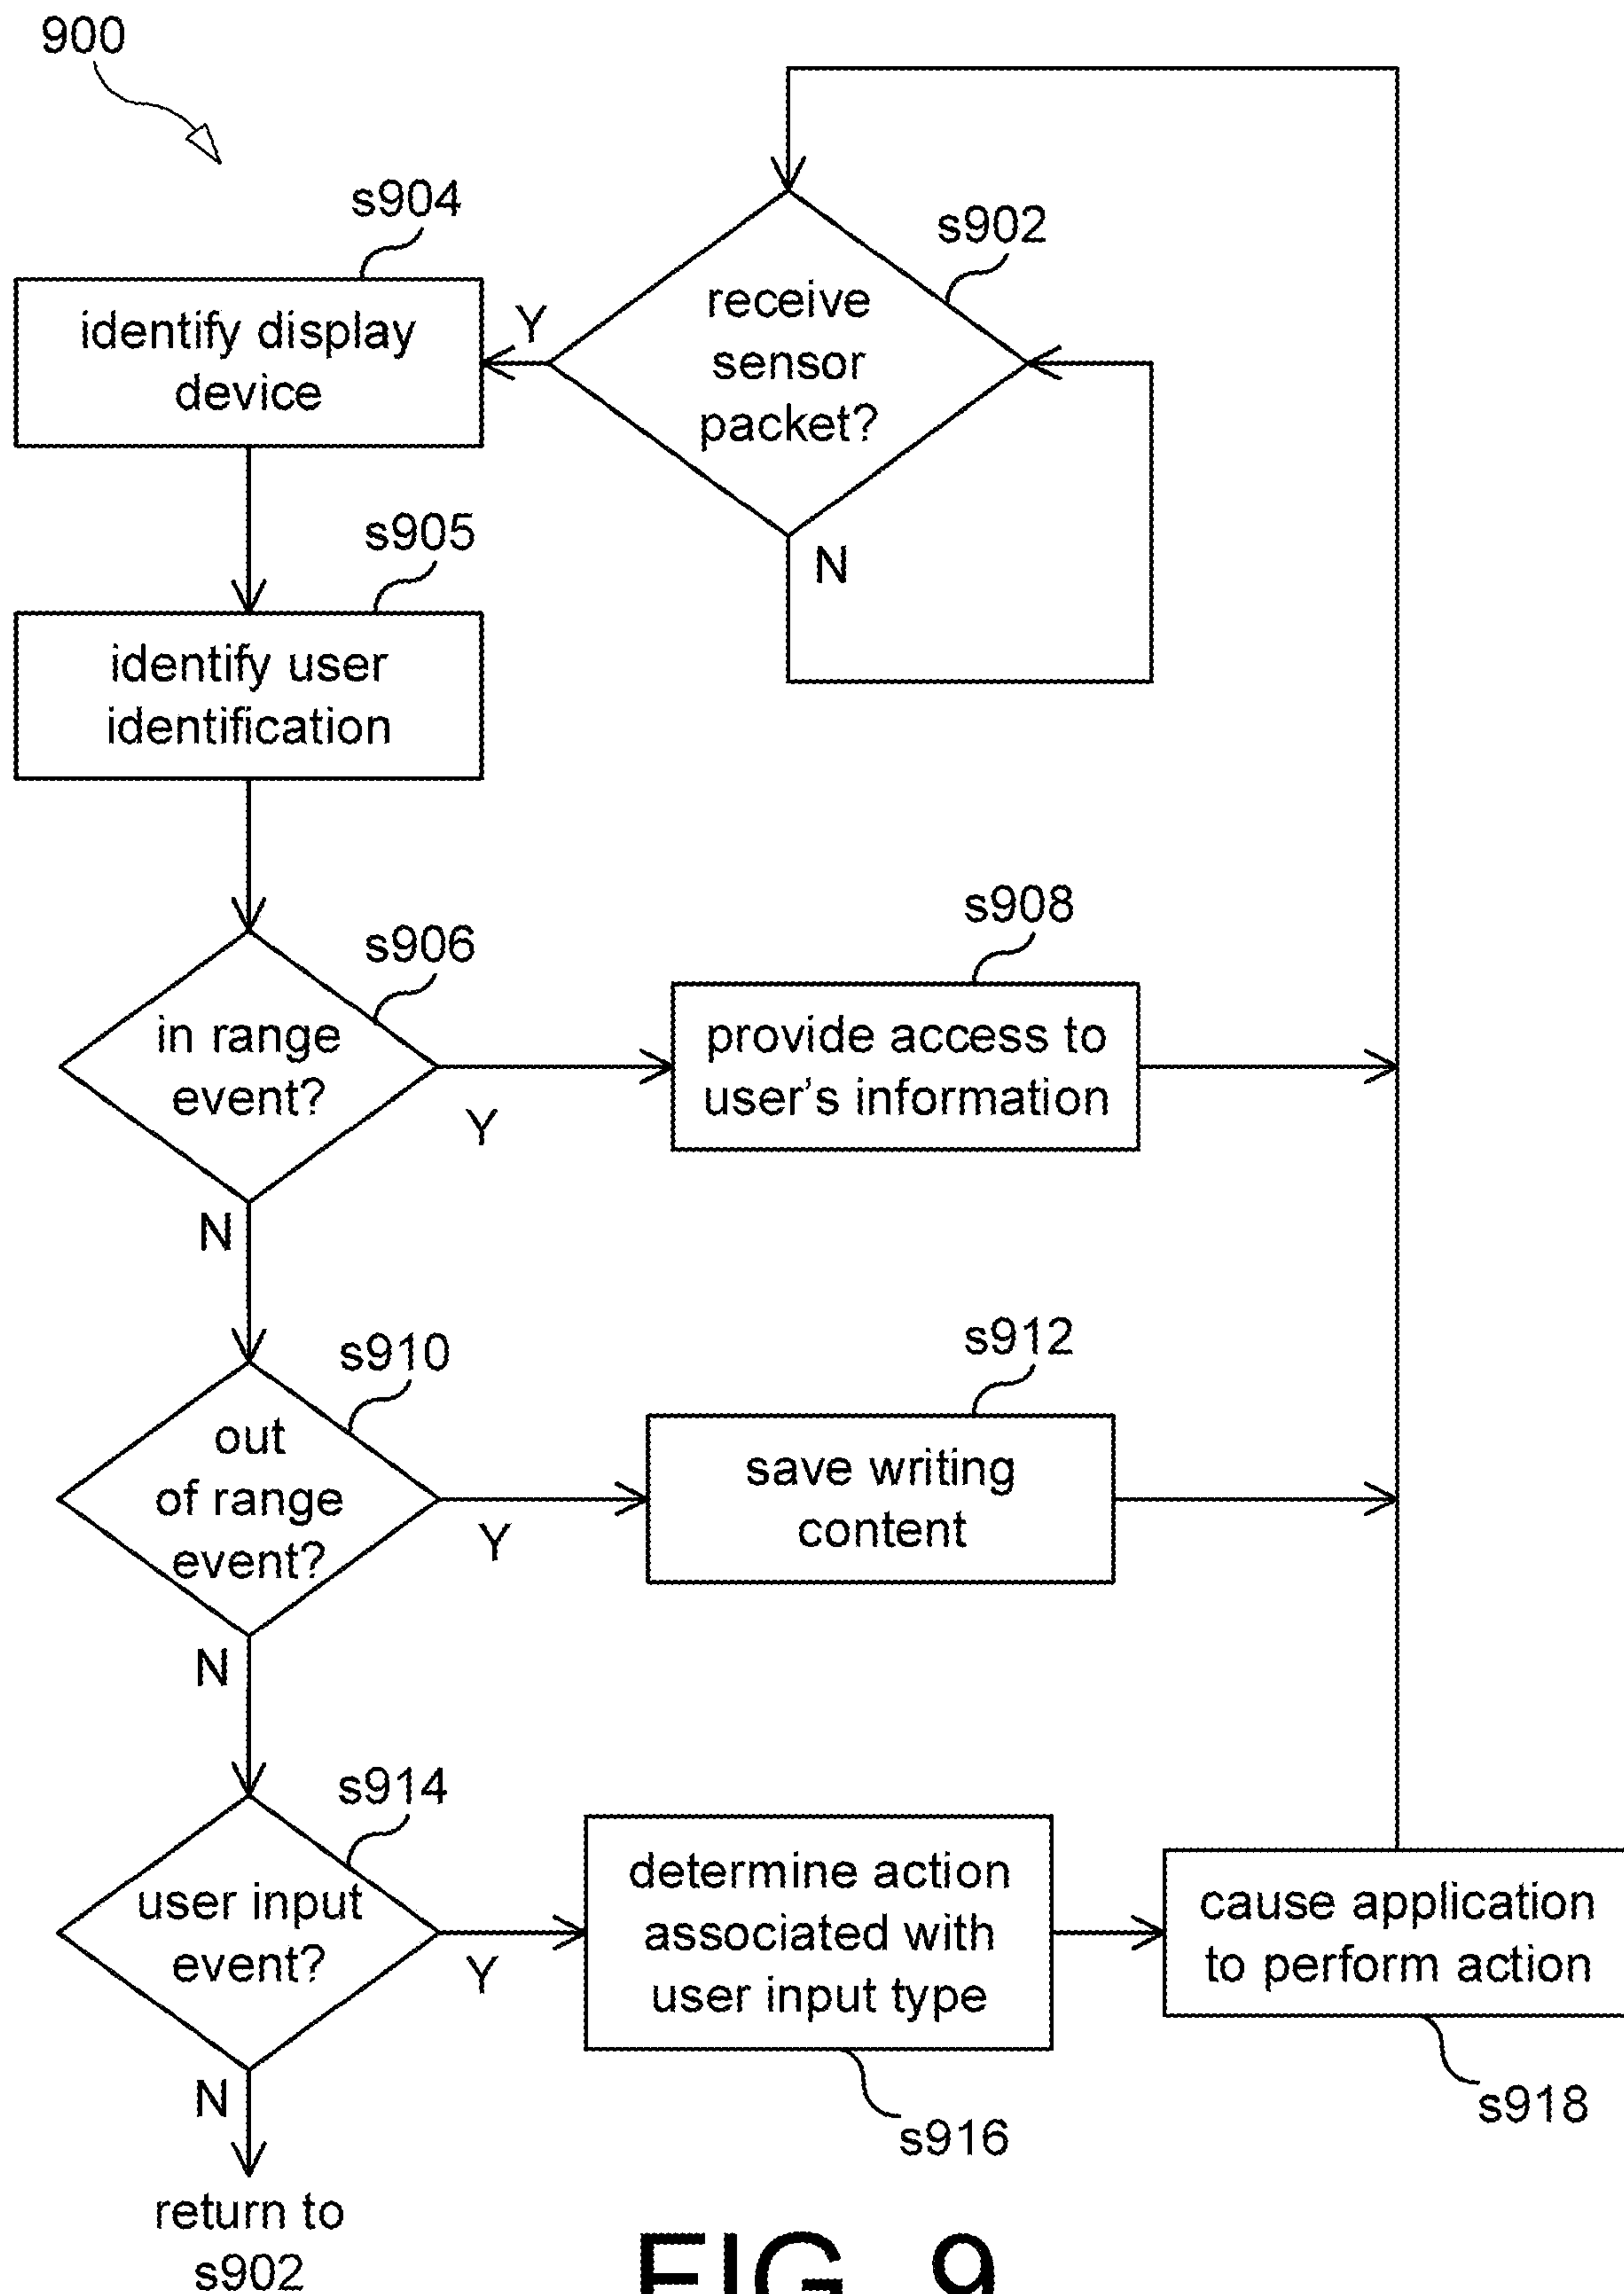 900
s904
identify display
device
Y
s902
receive
sensor
packet?
N
s905
identify user
identification
s906
in range
event?
Y
N
s908
provide access to
user's information
s910
out
of range
event?
Y
N
s912
save writing
content
s914
user input
event?
Y
N
determine action
associated with
user input type
s916
cause application
to perform action
s918
return to
s902
FIG. 9